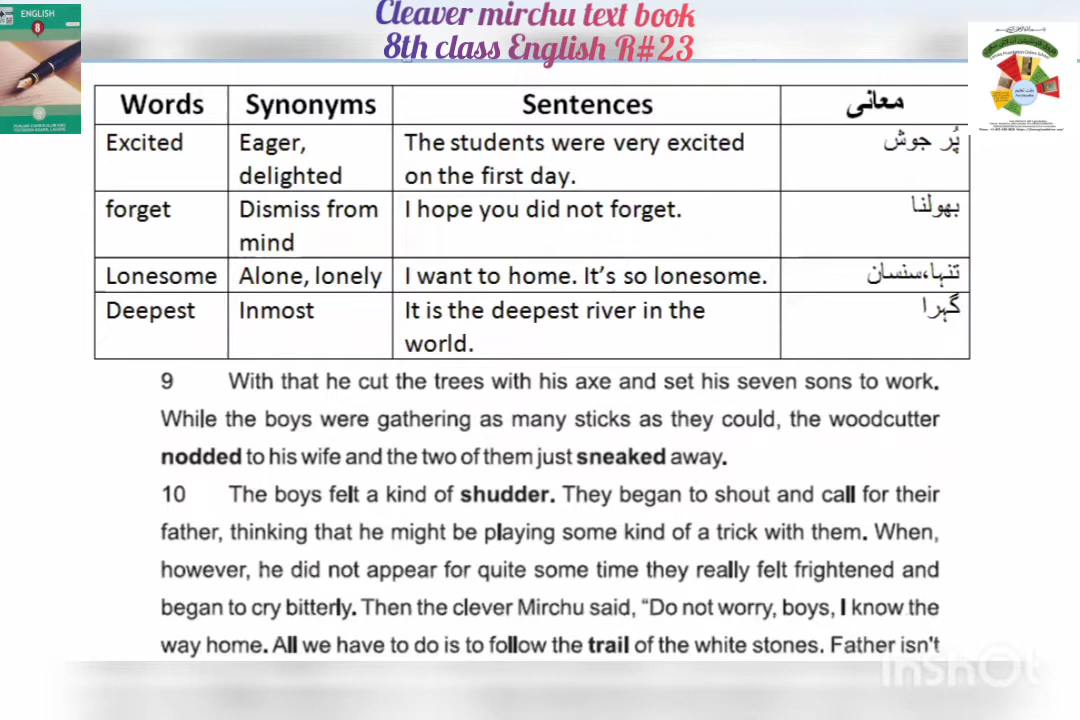 Cleaver mirchu text book
8th class English R#23
ENGLISH
8
Words Synonyms Sentences معانی
Excited Eager, delighted The students were very excited on the first day. پُر جوش
forget Dismiss from mind I hope you did not forget. بھولنا
Lonesome Alone, lonely I want to home. It's so lonesome. تنہا،سنسان
Deepest Inmost It is the deepest river in the world. گہرا
9 With that he cut the trees with his axe and set his seven sons to work.
While the boys were gathering as many sticks as they could, the woodcutter
nodded to his wife and the two of them just sneaked away.
10 The boys felt a kind of shudder. They began to shout and call for their
father, thinking that he might be playing some kind of a trick with them. When,
however, he did not appear for quite some time they really felt frightened and
began to cry bitterly. Then the clever Mirchu said, "Do not worry, boys, I know the
way home. All we have to do is to follow the trail of the white stones. Father isn't
InShOt